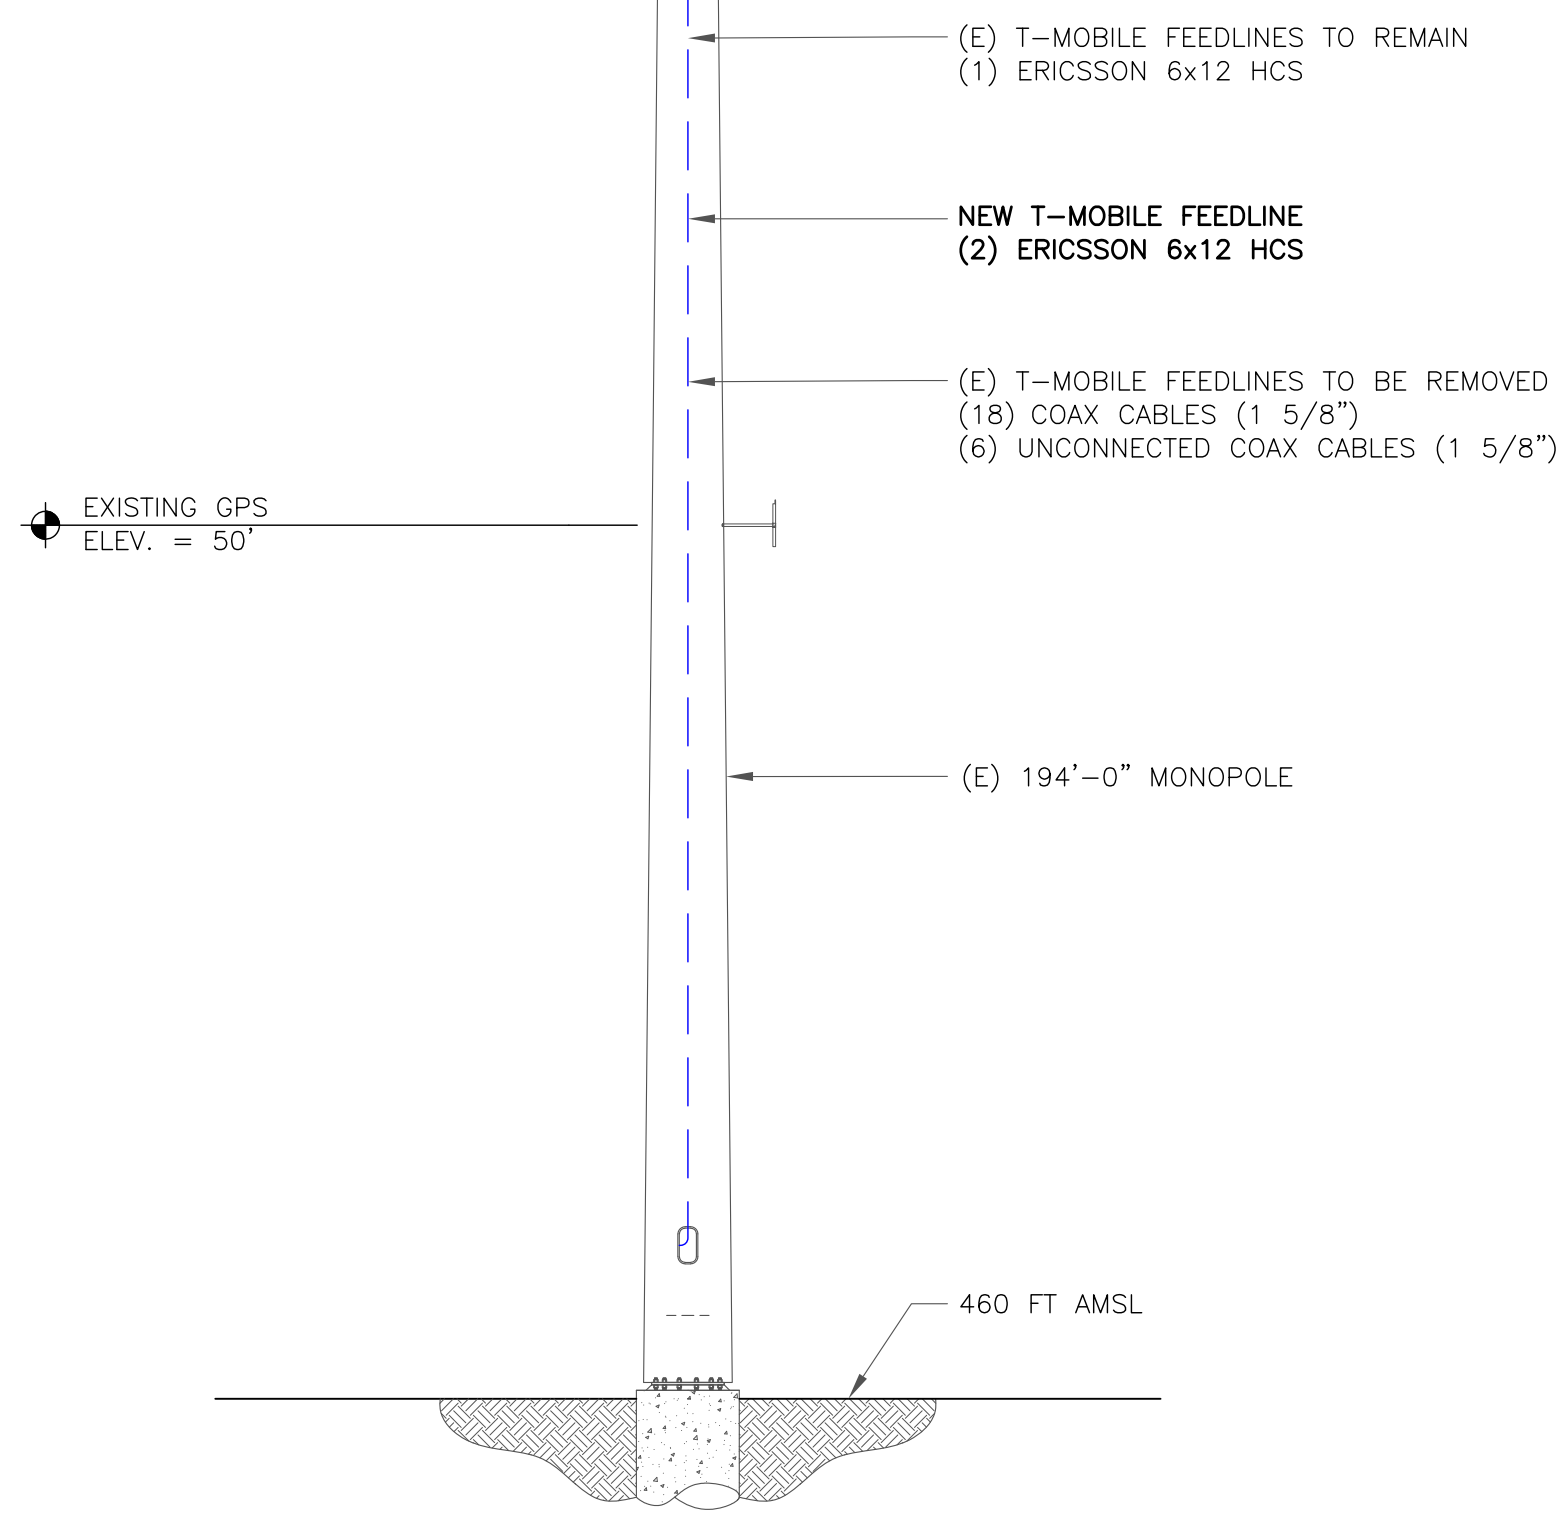 (E) T-MOBILE FEEDLINES TO REMAIN
(1) ERICSSON 6x12 HCS
NEW T-MOBILE FEEDLINE
(2) ERICSSON 6x12 HCS
(E) T-MOBILE FEEDLINES TO BE REMOVED
(18) COAX CABLES (1 5/8")
(6) UNCONNECTED COAX CABLES (1 5/8")
EXISTING GPS
ELEV. = 50'
(E) 194'-0" MONOPOLE
460 FT AMSL